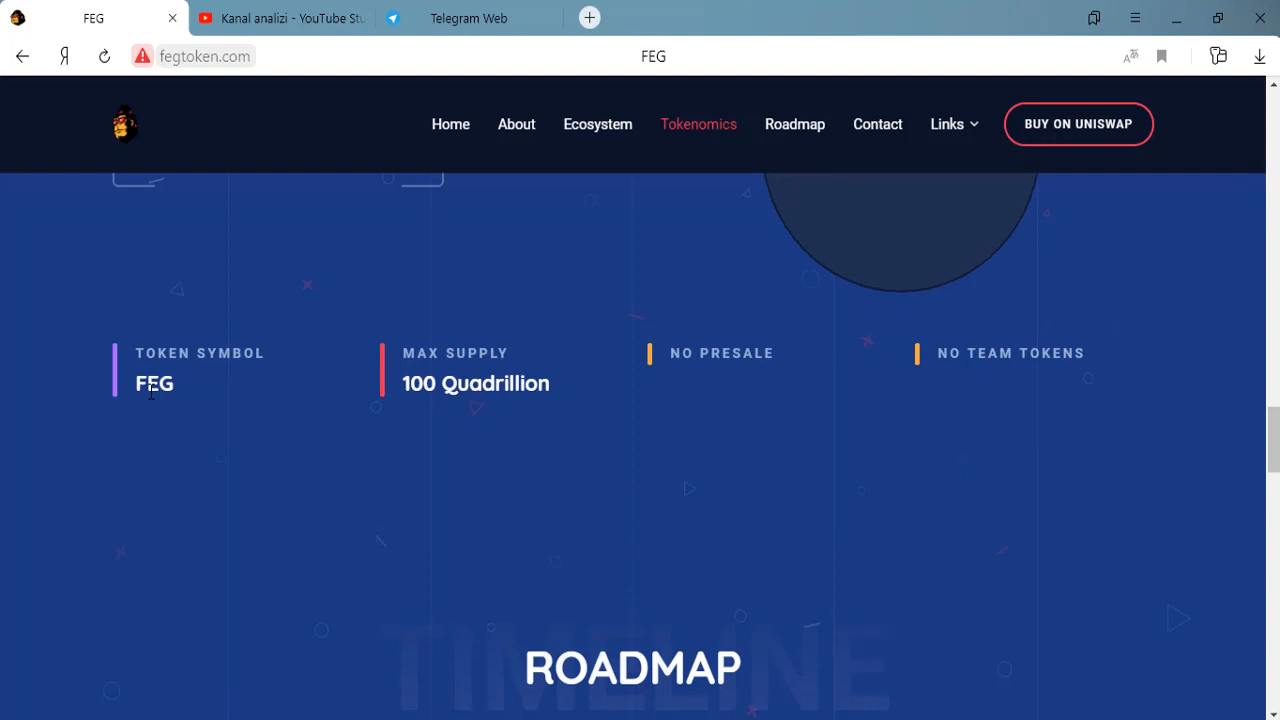 FEG
Kanal analizi - YouTube Stu
Telegram Web
Я
fegtoken.com
FEG
Home
About
Ecosystem
Tokenomics
Roadmap
Contact
Links
BUY ON UNISWAP
TOKEN SYMBOL
FEG
MAX SUPPLY
100 Quadrillion
NO PRESALE
NO TEAM TOKENS
TIMELINE
ROADMAP